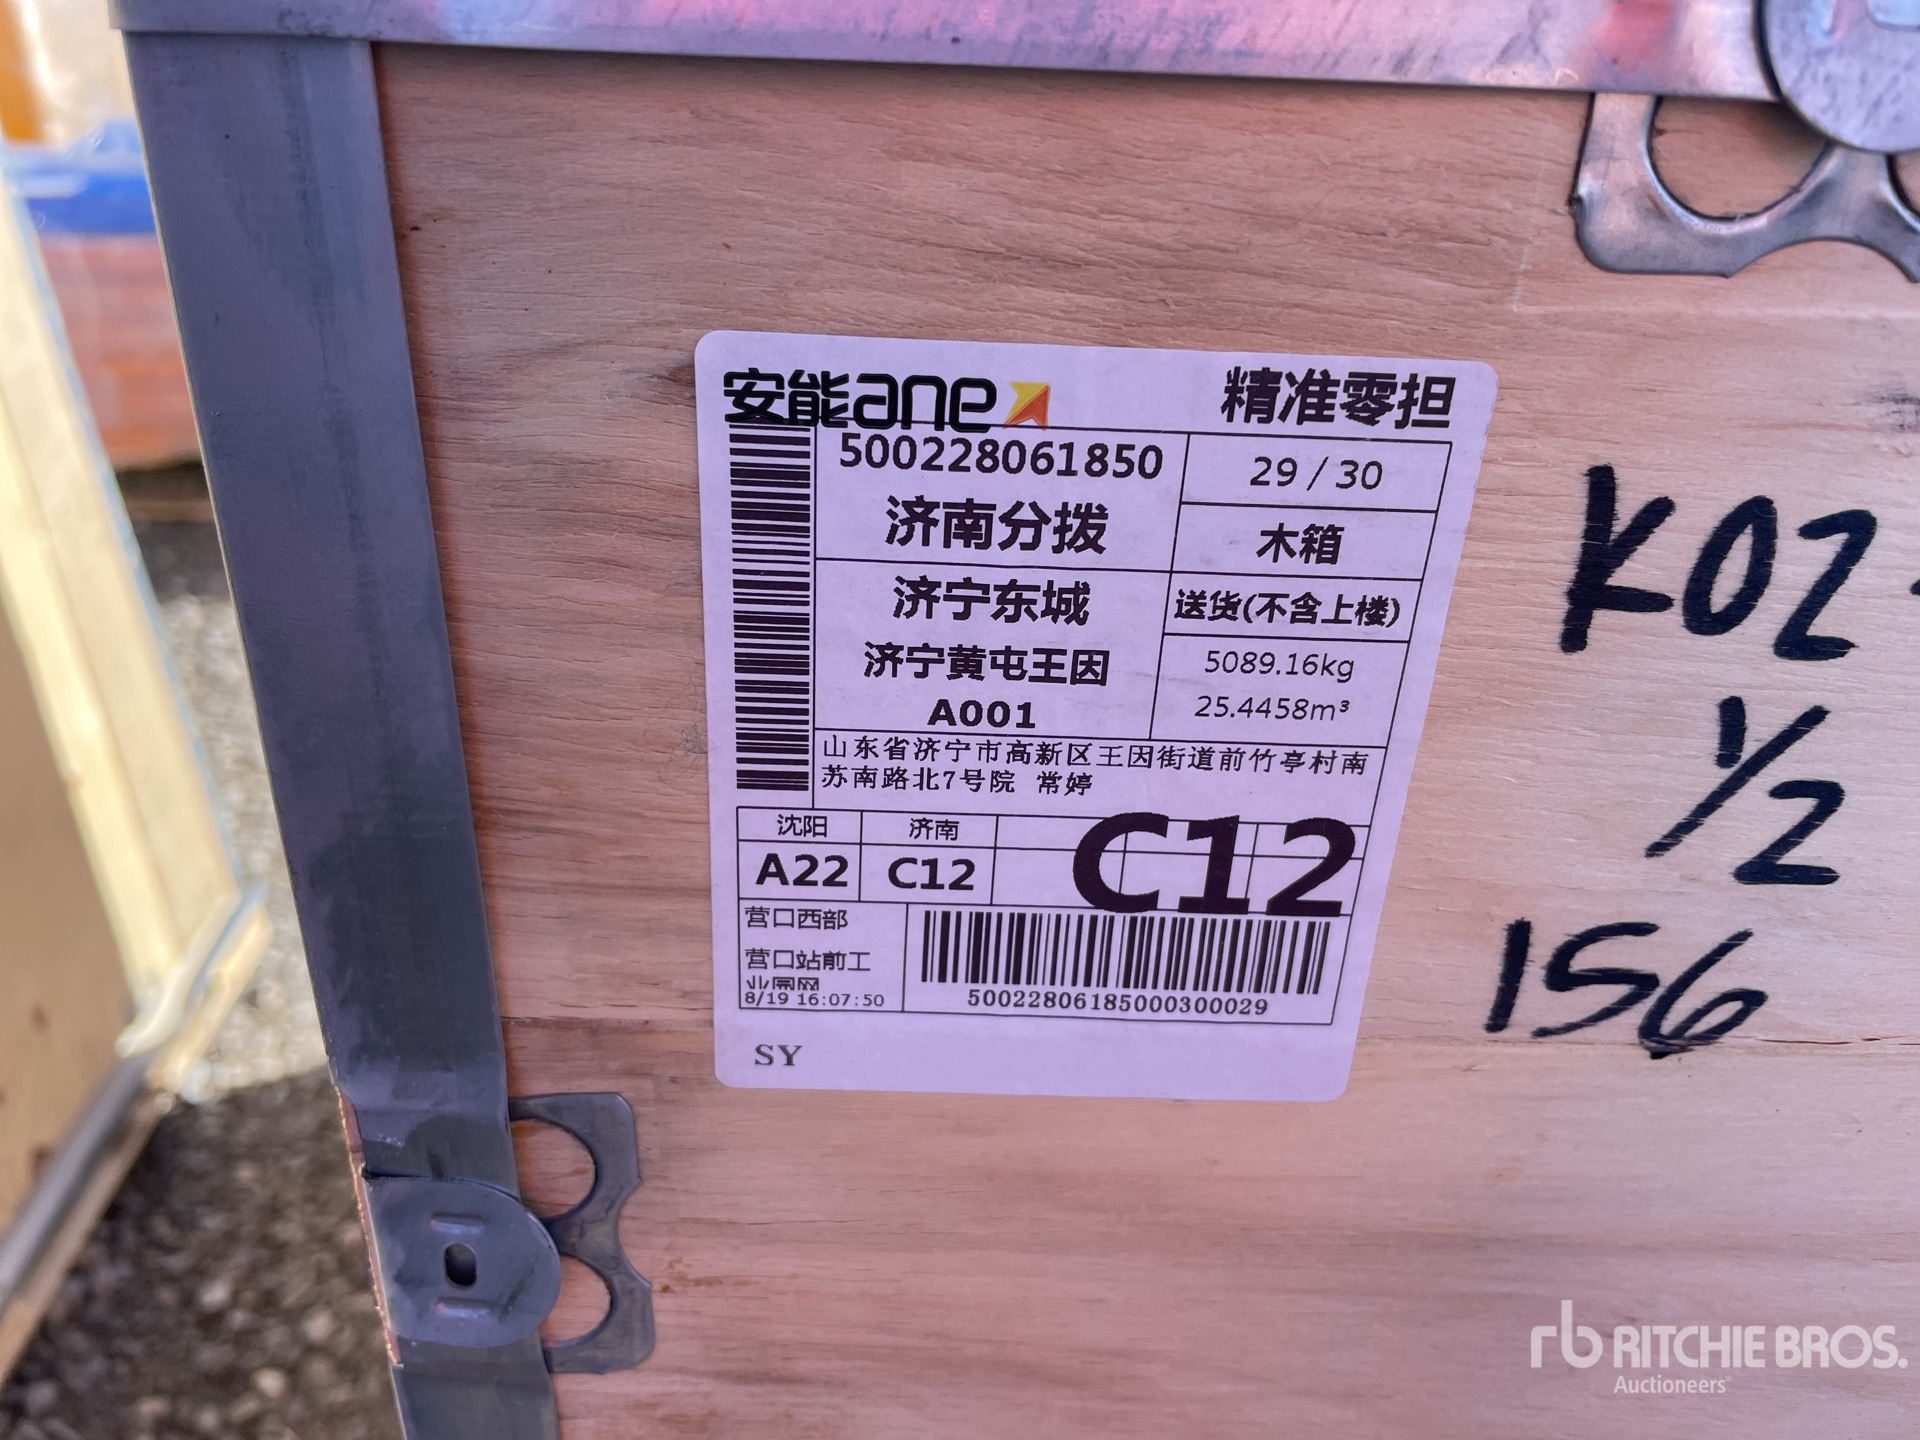 安能ane
精准零担
500228061850
29 / 30
济南分拨
木箱
济宁东城
送货(不含上楼)
济宁黄屯王因
A001
5089.16kg
25.4458m³
山东省济宁市高新区王因街道前竹亭村南
苏南路北7号院 常婷
沈阳
济南
A22
C12
C12
营口西部
营口站前工
业园网
8/19 16:07:50
50022806185000300029
SY
K02-
1/2
156
rb RITCHIE BROS.
Auctioneers